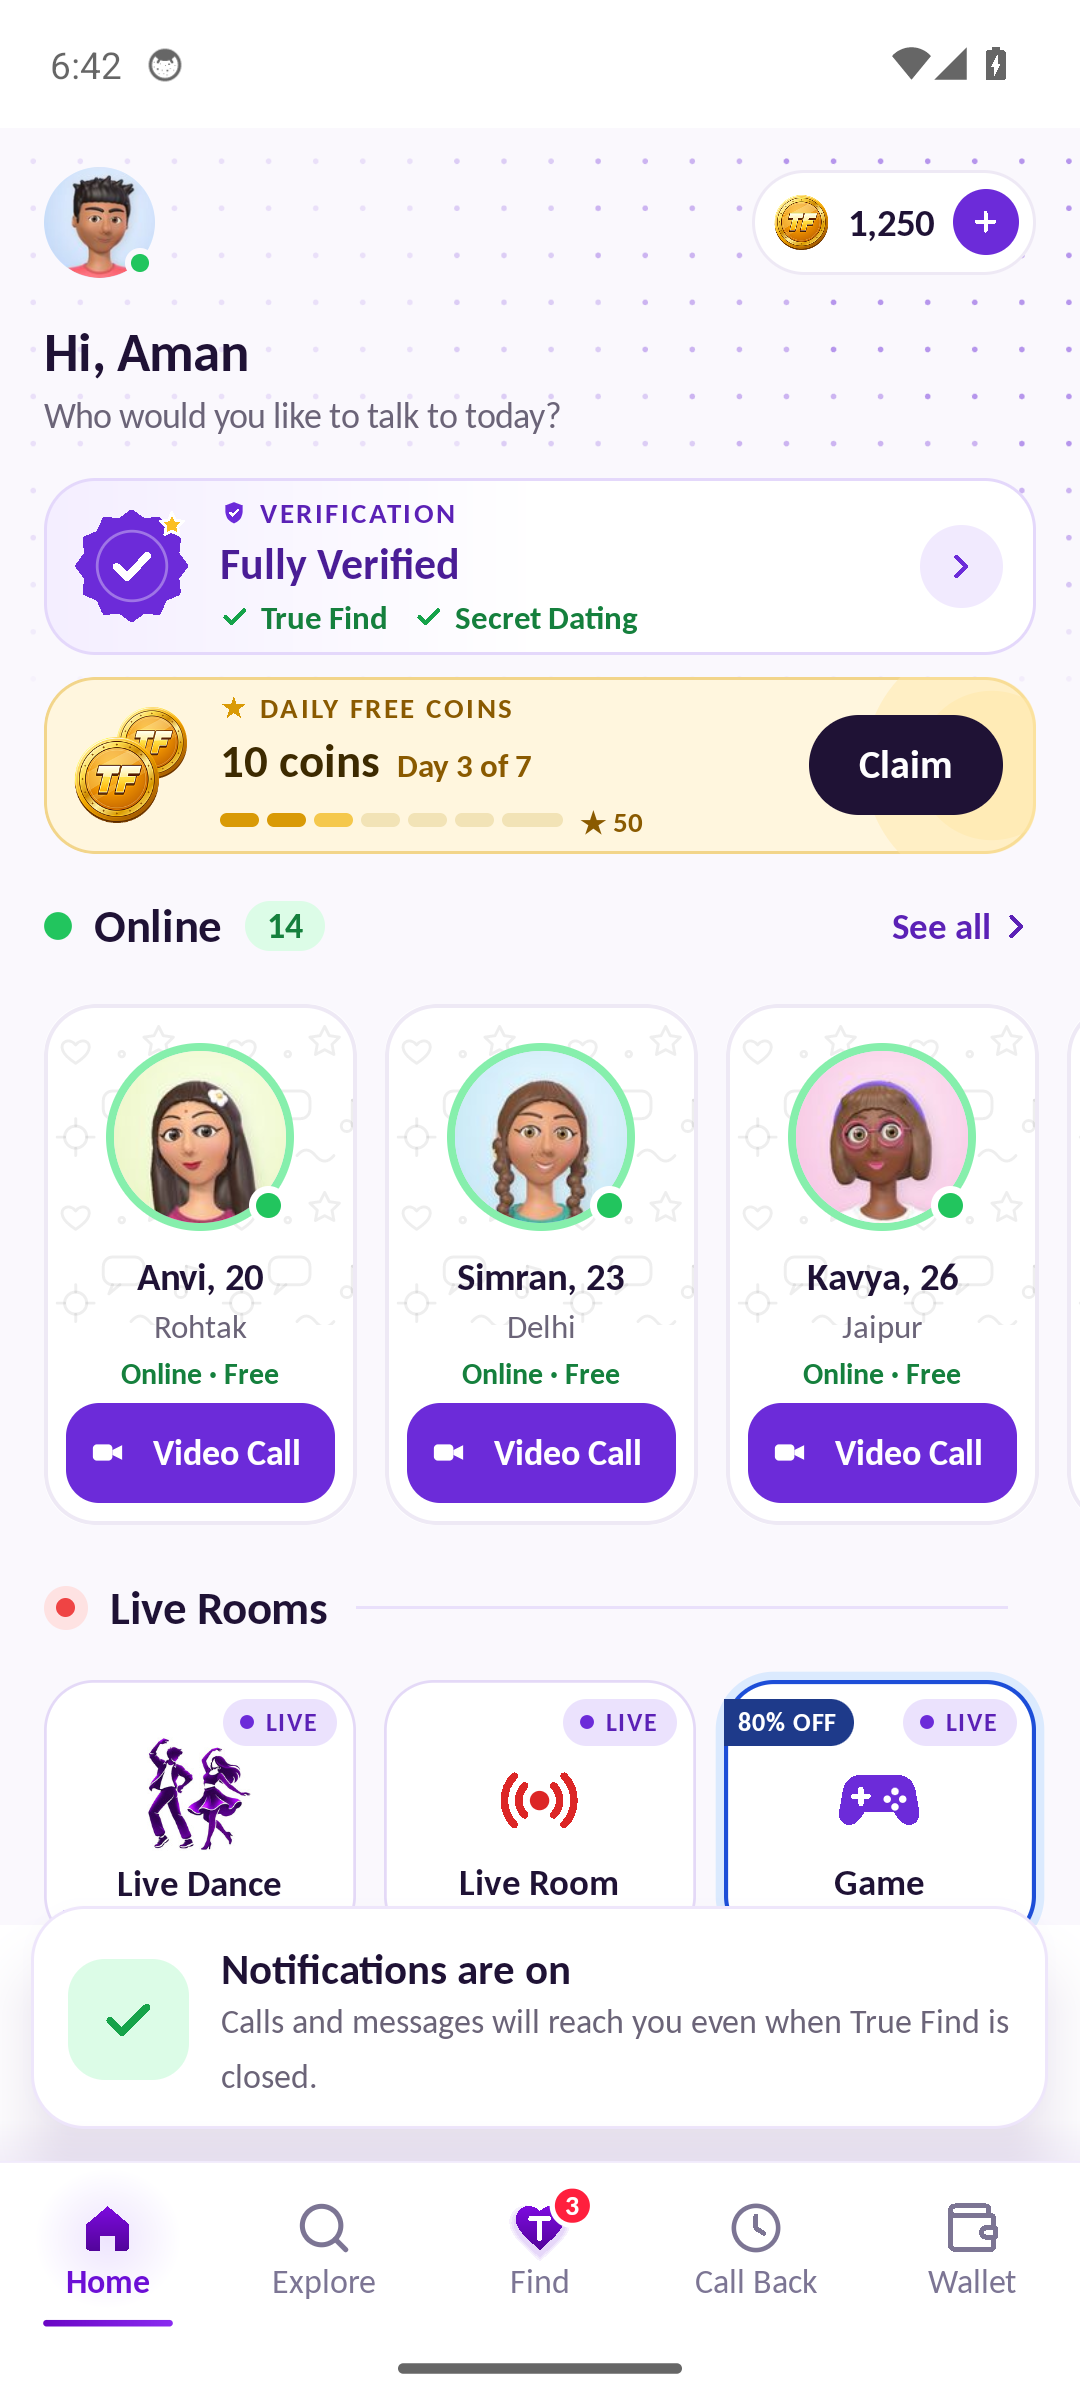 6:42
TF 1,250
Hi, Aman
Who would you like to talk to today?
VERIFICATION
Fully Verified
True Find Secret Dating
DAILY FREE COINS
TF TF
10 coins Day 3 of 7
Claim
★ 50
Online 14 See all
Anvi, 20 Simran, 23 Kavya, 26
Rohtak Delhi Jaipur
Online · Free Online · Free Online · Free
Video Call Video Call Video Call
Live Rooms
LIVE LIVE 80% OFF LIVE
Live Dance Live Room Game
Notifications are on
Calls and messages will reach you even when True Find is
closed.
T 3
Home Explore Find Call Back Wallet